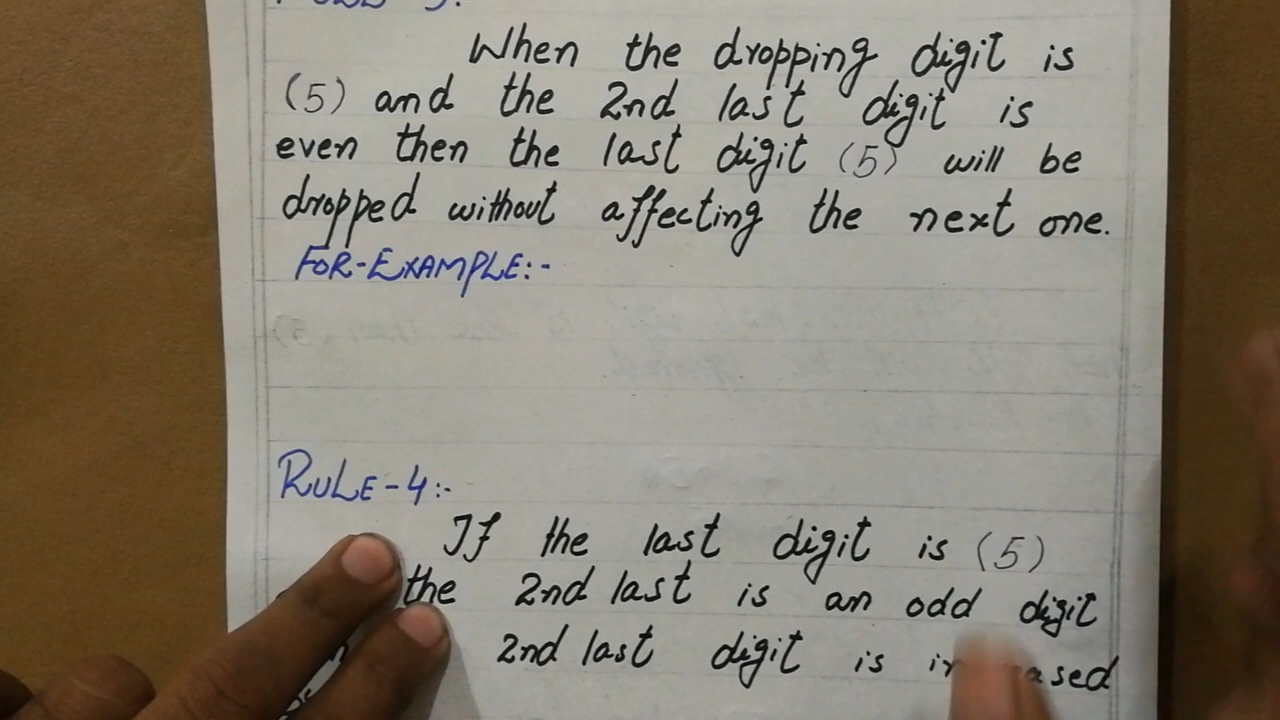 When the dropping digit is
(5) and the 2nd last digit is
even then the last digit (5) will be
dropped without affecting the next one.
FOR-EXAMPLE:-
RULE-4:-
If the last digit is (5)
the 2nd last is an odd digit
2nd last digit is